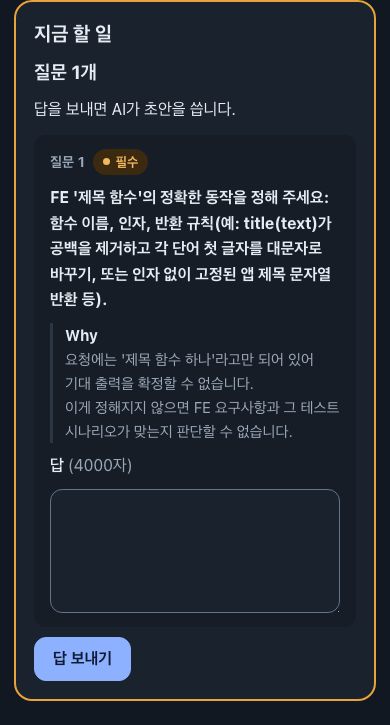 지금 할 일
질문 1개
답을 보내면 AI가 초안을 씁니다.
질문 1 필수
FE '제목 함수'의 정확한 동작을 정해 주세요:
함수 이름, 인자, 반환 규칙(예: title(text)가
공백을 제거하고 각 단어 첫 글자를 대문자로
바꾸기, 또는 인자 없이 고정된 앱 제목 문자열
반환 등).
Why
요청에는 '제목 함수 하나'라고만 되어 있어
기대 출력을 확정할 수 없습니다.
이게 정해지지 않으면 FE 요구사항과 그 테스트
시나리오가 맞는지 판단할 수 없습니다.
답 (4000자)
답 보내기